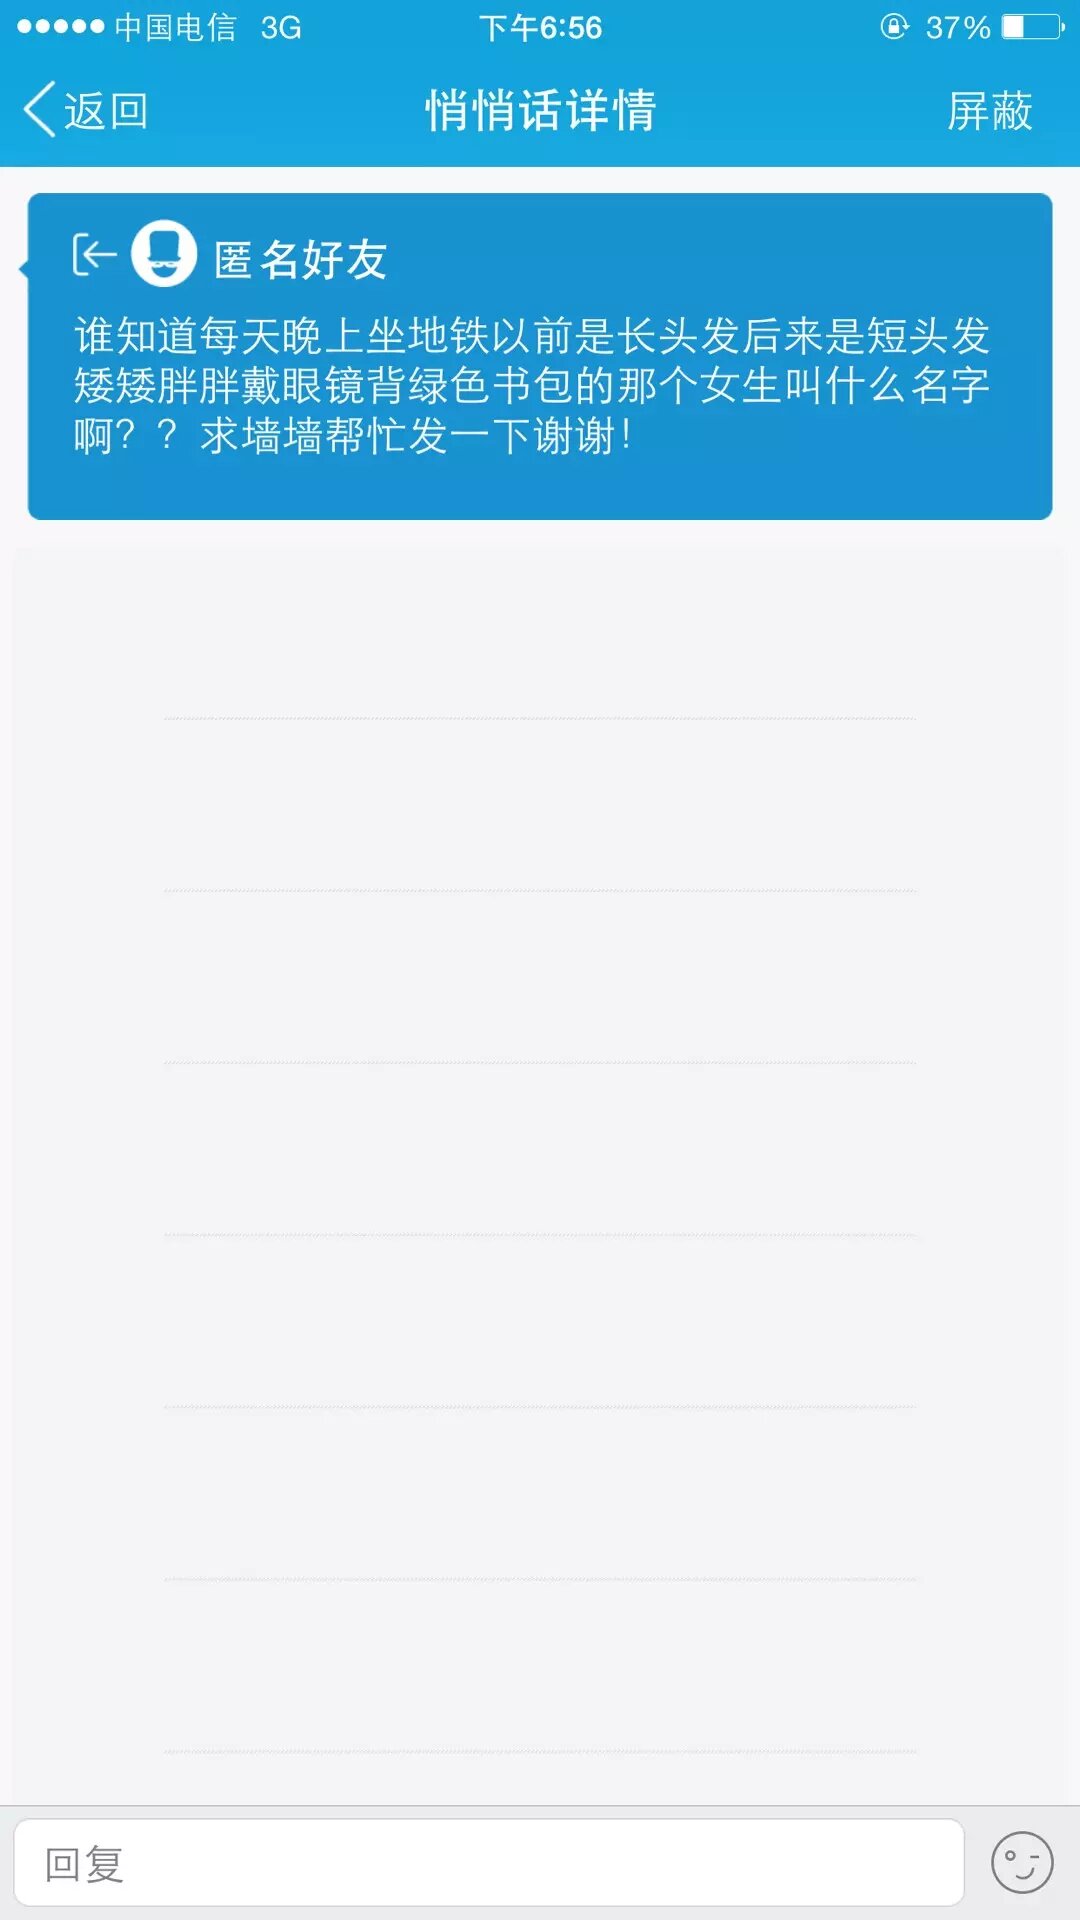 中国电信 3G 下午6:56 37%
返回 悄悄话详情 屏蔽
匿名好友
谁知道每天晚上坐地铁以前是长头发后来是短头发
矮矮胖胖戴眼镜背绿色书包的那个女生叫什么名字
啊？？求墙墙帮忙发一下谢谢！
回复